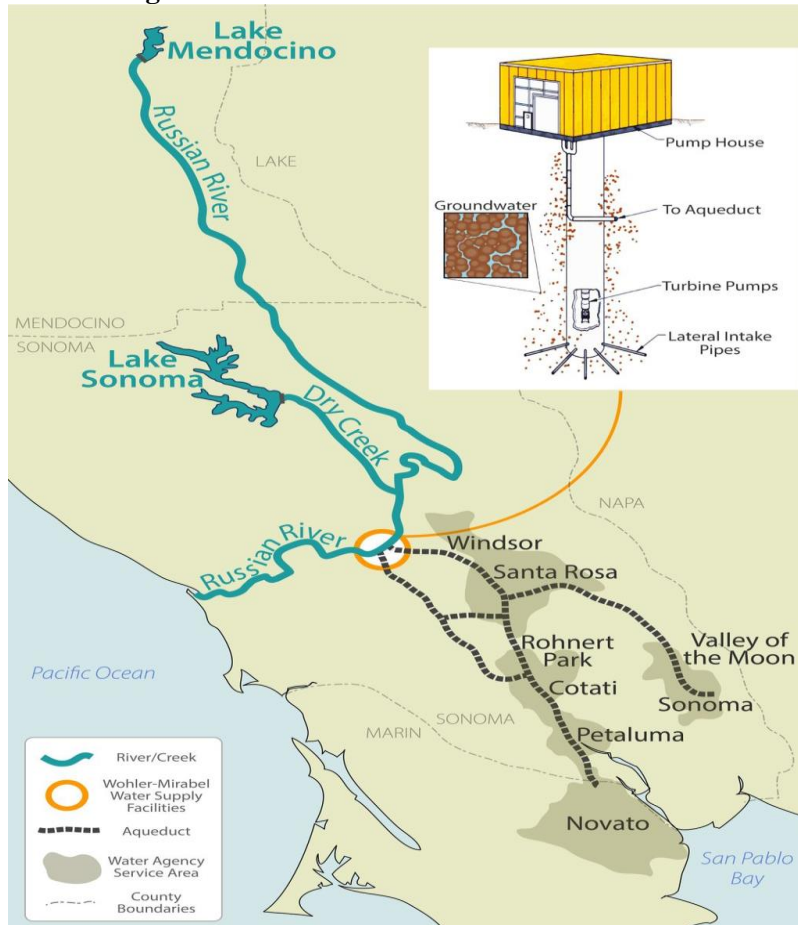 Lake
Mendocino
Russian River
LAKE
MENDOCINO
SONOMA
Lake
Sonoma
Dry Creek
Pump House
Groundwater
To Aqueduct
Turbine Pumps
Lateral Intake
Pipes
NAPA
Russian River
Windsor
Santa Rosa
Rohnert
Park
Cotati
Valley of
the Moon
Sonoma
Pacific Ocean
MARIN
SONOMA
Petaluma
Novato
San Pablo
Bay
River/Creek
Wohler-Mirabel
Water Supply
Facilities
Aqueduct
Water Agency
Service Area
County
Boundaries